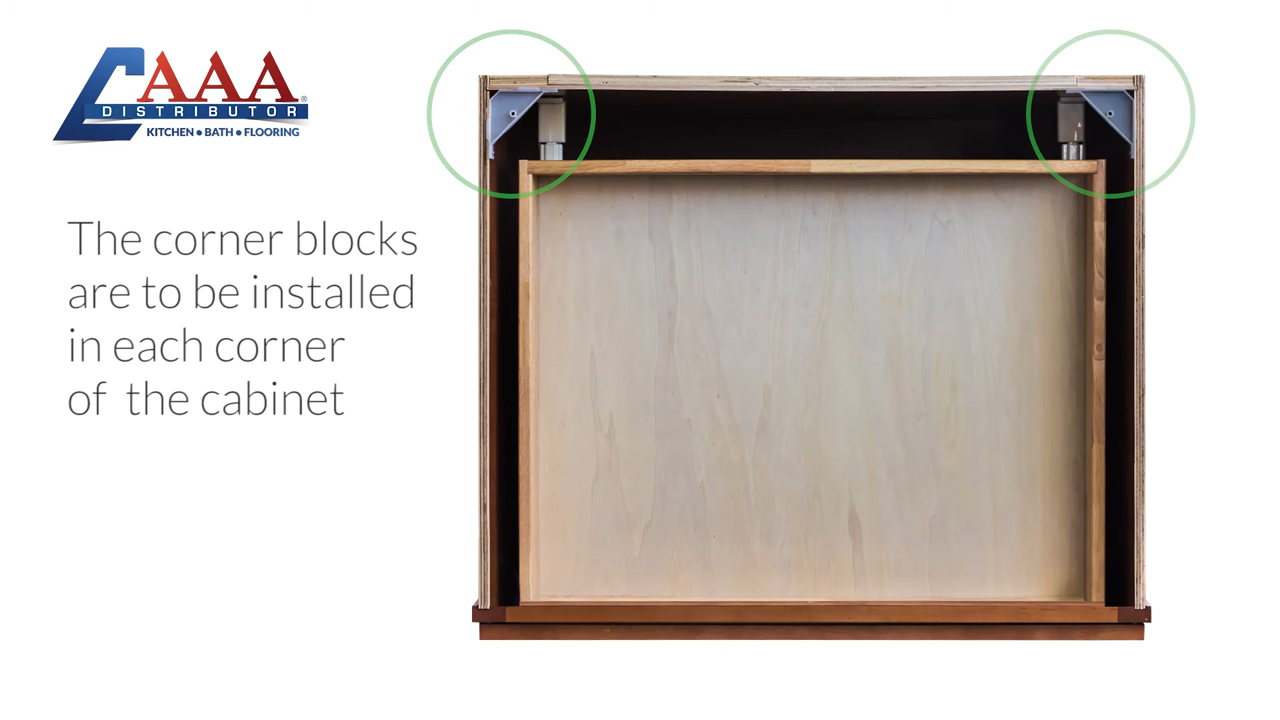 AAA
®
DISTRIBUTOR
KITCHEN • BATH • FLOORING
The corner blocks
are to be installed
in each corner
of the cabinet